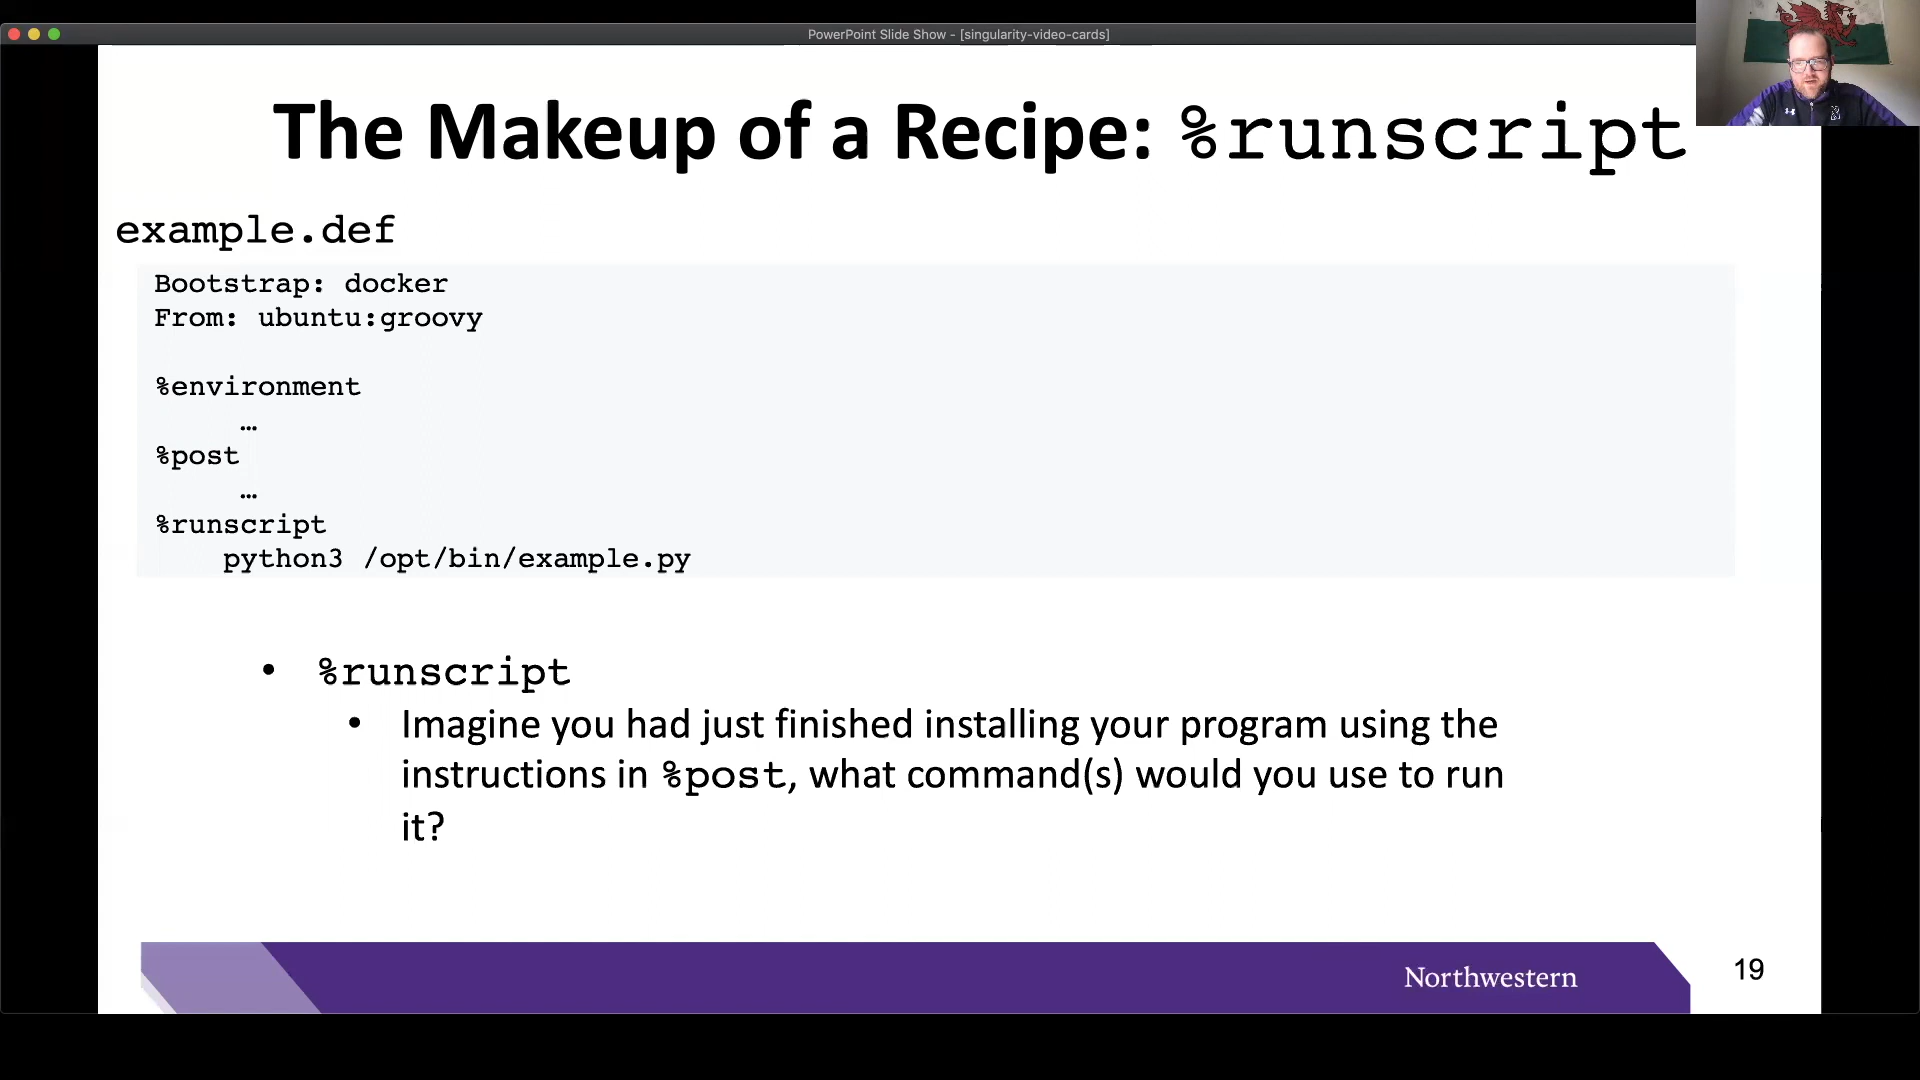 PowerPoint Slide Show - [singularity-video-cards]
The Makeup of a Recipe: %runscript
example.def
Bootstrap: docker
From: ubuntu:groovy
%environment
…
%post
…
%runscript
python3 /opt/bin/example.py
• %runscript
• Imagine you had just finished installing your program using the
instructions in %post, what command(s) would you use to run
it?
Northwestern
19